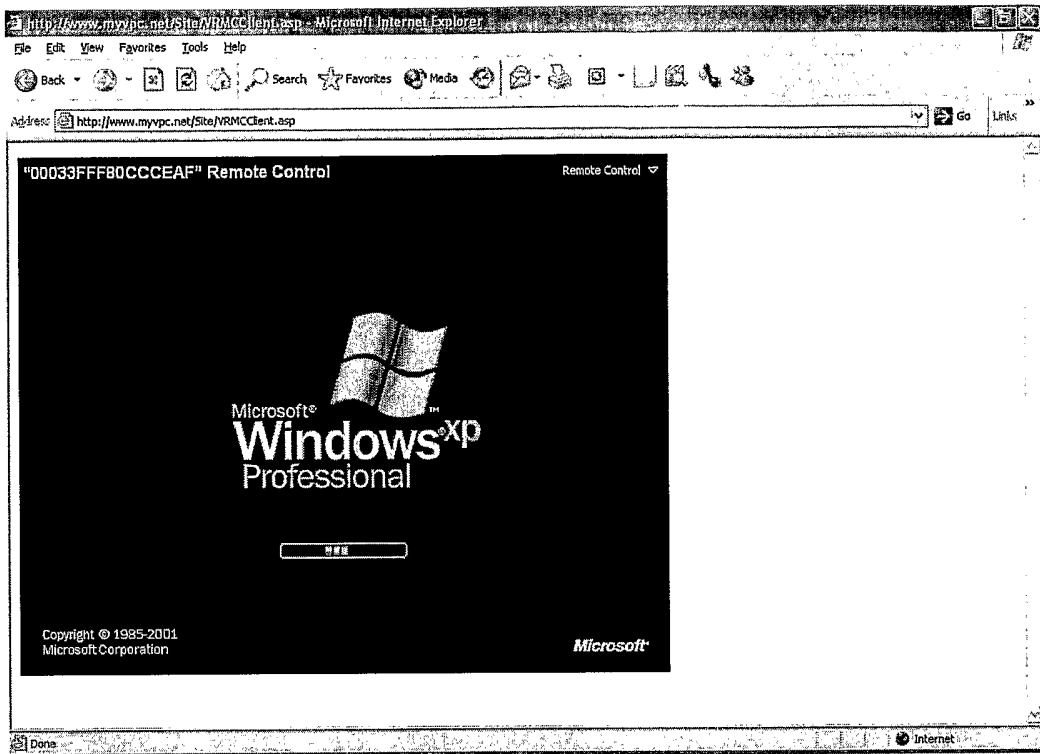 http://www.myvpc.net/Site/VRMCClient.asp - Microsoft Internet Explorer
File Edit View Favorites Tools Help
Back Search Favorites Media
Address http://www.myvpc.net/Site/VRMCClient.asp Go Links »
"00033FFF80CCCEAF" Remote Control Remote Control
Microsoft®
Windows®xp™
Professional
Copyright © 1985-2001
Microsoft Corporation
Microsoft®
Done Internet